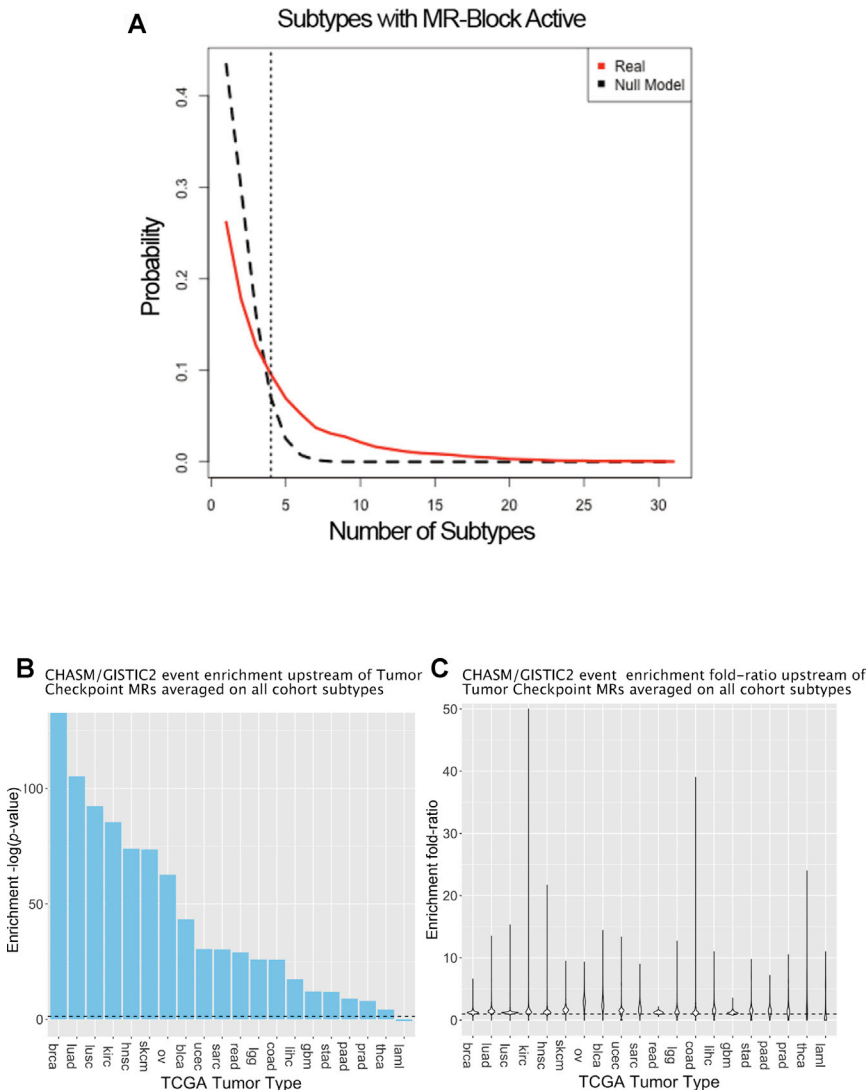 A
Subtypes with MR-Block Active
Real
Null Model
Probability
0.0
0.1
0.2
0.3
0.4
0
5
10
15
20
25
30
Number of Subtypes
B
CHASM/GISTIC2 event enrichment upstream of Tumor
Checkpoint MRs averaged on all cohort subtypes
Enrichment -log(p-value)
100
50
0
brca
luad
lusc
kirc
hnsc
skcm
ov
blca
ucec
sarc
read
lgg
coad
lihc
gbm
stad
paad
prad
thca
laml
TCGA Tumor Type
C
CHASM/GISTIC2 event enrichment fold-ratio upstream of
Tumor Checkpoint MRs averaged on all cohort subtypes
Enrichment fold-ratio
50
40
30
20
10
0
brca
luad
lusc
kirc
hnsc
skcm
ov
blca
ucec
sarc
read
lgg
coad
lihc
gbm
stad
paad
prad
thca
laml
TCGA Tumor Type